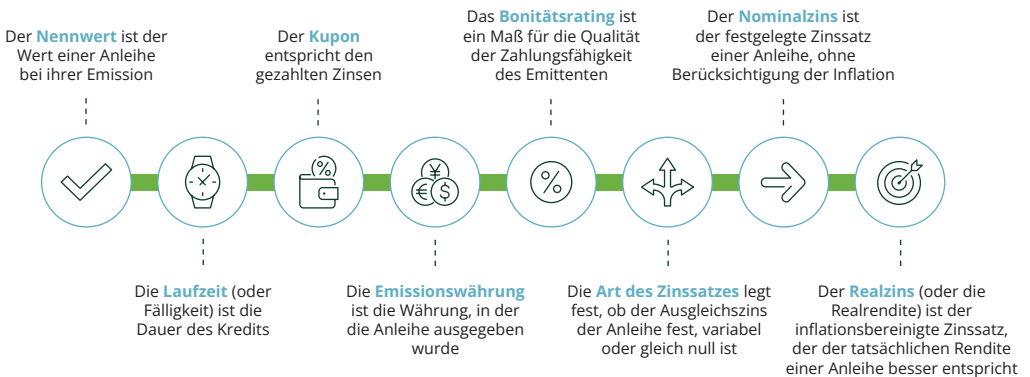 Der Nennwert ist der
Wert einer Anleihe
bei ihrer Emission
Die Laufzeit (oder
Fälligkeit) ist die
Dauer des Kredits
Der Kupon
entspricht den
gezahlten Zinsen
Die Emissionswährung
ist die Währung, in der
die Anleihe ausgegeben
wurde
Das Bonitätsrating ist
ein Maß für die Qualität
der Zahlungsfähigkeit
des Emittenten
Die Art des Zinssatzes legt
fest, ob der Ausgleichszins
der Anleihe fest, variabel
oder gleich null ist
Der Nominalzins ist
der festgelegte Zinssatz
einer Anleihe, ohne
Berücksichtigung der Inflation
Der Realzins (oder die
Realrendite) ist der
inflationsbereinigte Zinssatz,
der der tatsächlichen Rendite
einer Anleihe besser entspricht
%
¥
€ $
%